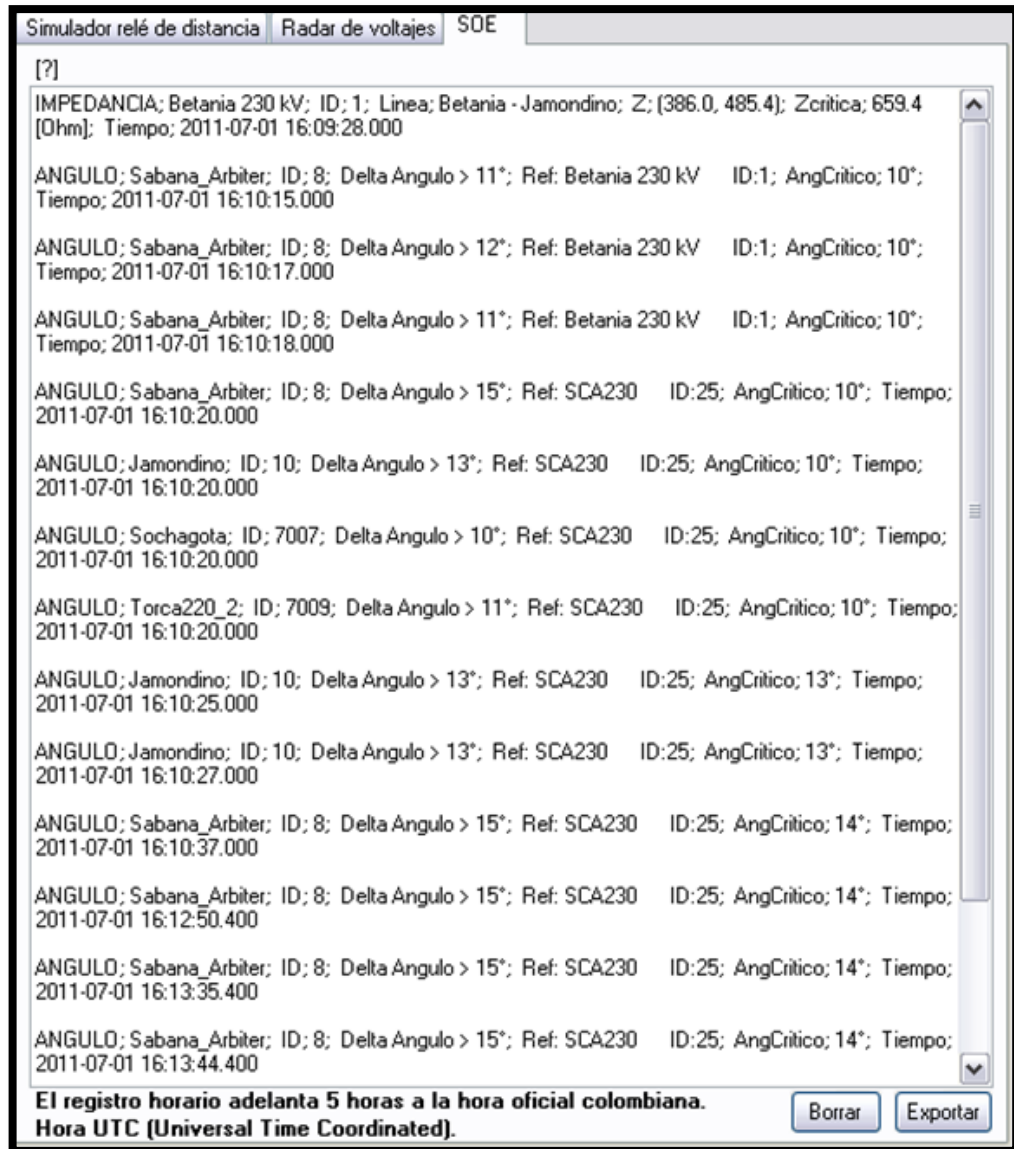 Simulador relé de distancia Radar de voltajes SOE
[?]
IMPEDANCIA; Betania 230 kV; ID; 1; Linea; Betania - Jamondino; Z; (386.0, 485.4); Zcritica; 659.4
[Ohm]; Tiempo; 2011-07-01 16:09:28.000
ANGULO; Sabana_Arbiter; ID; 8; Delta Angulo > 11°; Ref: Betania 230 kV ID:1; AngCritico; 10°;
Tiempo; 2011-07-01 16:10:15.000
ANGULO; Sabana_Arbiter; ID; 8; Delta Angulo > 12°; Ref: Betania 230 kV ID:1; AngCritico; 10°;
Tiempo; 2011-07-01 16:10:17.000
ANGULO; Sabana_Arbiter; ID; 8; Delta Angulo > 11°; Ref: Betania 230 kV ID:1; AngCritico; 10°;
Tiempo; 2011-07-01 16:10:18.000
ANGULO; Sabana_Arbiter; ID; 8; Delta Angulo > 15°; Ref: SCA230 ID:25; AngCritico; 10°; Tiempo;
2011-07-01 16:10:20.000
ANGULO; Jamondino; ID; 10; Delta Angulo > 13°; Ref: SCA230 ID:25; AngCritico; 10°; Tiempo;
2011-07-01 16:10:20.000
ANGULO; Sochagota; ID; 7007; Delta Angulo > 10°; Ref: SCA230 ID:25; AngCritico; 10°; Tiempo;
2011-07-01 16:10:20.000
ANGULO; Torca220_2; ID; 7009; Delta Angulo > 11°; Ref: SCA230 ID:25; AngCritico; 10°; Tiempo;
2011-07-01 16:10:20.000
ANGULO; Jamondino; ID; 10; Delta Angulo > 13°; Ref: SCA230 ID:25; AngCritico; 13°; Tiempo;
2011-07-01 16:10:25.000
ANGULO; Jamondino; ID; 10; Delta Angulo > 13°; Ref: SCA230 ID:25; AngCritico; 13°; Tiempo;
2011-07-01 16:10:27.000
ANGULO; Sabana_Arbiter; ID; 8; Delta Angulo > 15°; Ref: SCA230 ID:25; AngCritico; 14°; Tiempo;
2011-07-01 16:10:37.000
ANGULO; Sabana_Arbiter; ID; 8; Delta Angulo > 15°; Ref: SCA230 ID:25; AngCritico; 14°; Tiempo;
2011-07-01 16:12:50.400
ANGULO; Sabana_Arbiter; ID; 8; Delta Angulo > 15°; Ref: SCA230 ID:25; AngCritico; 14°; Tiempo;
2011-07-01 16:13:35.400
ANGULO; Sabana_Arbiter; ID; 8; Delta Angulo > 15°; Ref: SCA230 ID:25; AngCritico; 14°; Tiempo;
2011-07-01 16:13:44.400
El registro horario adelanta 5 horas a la hora oficial colombiana.
Hora UTC (Universal Time Coordinated).
Borrar Exportar